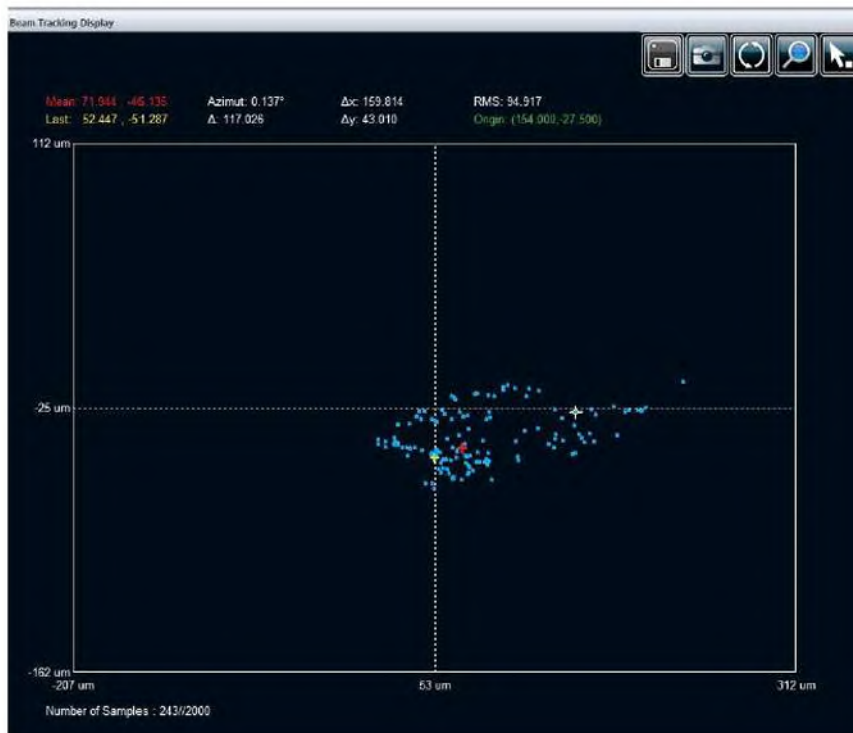 Beam Tracking Display
Mean: 71.944 , -46.136 Azimut: 0.137° Δx: 159.814 RMS: 94.917
Last: 52.447 , -51.287 Δ: 117.026 Δy: 43.010 Origin: (154.000,-27.500)
112 um
-25 um
-162 um
-207 um 53 um 312 um
Number of Samples : 243//2000